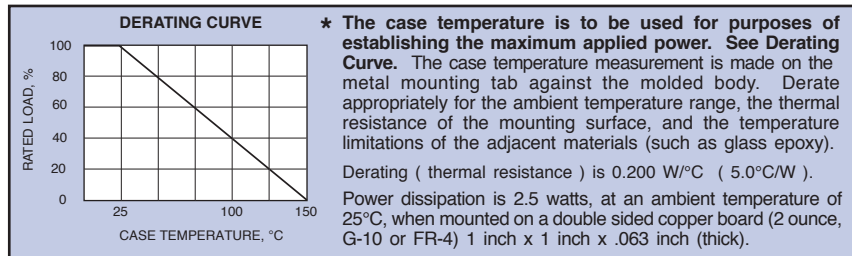 DERATING CURVE
100
80
60
40
20
0
RATED LOAD, %
25
100
150
CASE TEMPERATURE, °C
* The case temperature is to be used for purposes of
establishing the maximum applied power. See Derating
Curve. The case temperature measurement is made on the
metal mounting tab against the molded body. Derate
appropriately for the ambient temperature range, the thermal
resistance of the mounting surface, and the temperature
limitations of the adjacent materials (such as glass epoxy).
Derating ( thermal resistance ) is 0.200 W/°C ( 5.0°C/W ).
Power dissipation is 2.5 watts, at an ambient temperature of
25°C, when mounted on a double sided copper board (2 ounce,
G-10 or FR-4) 1 inch x 1 inch x .063 inch (thick).